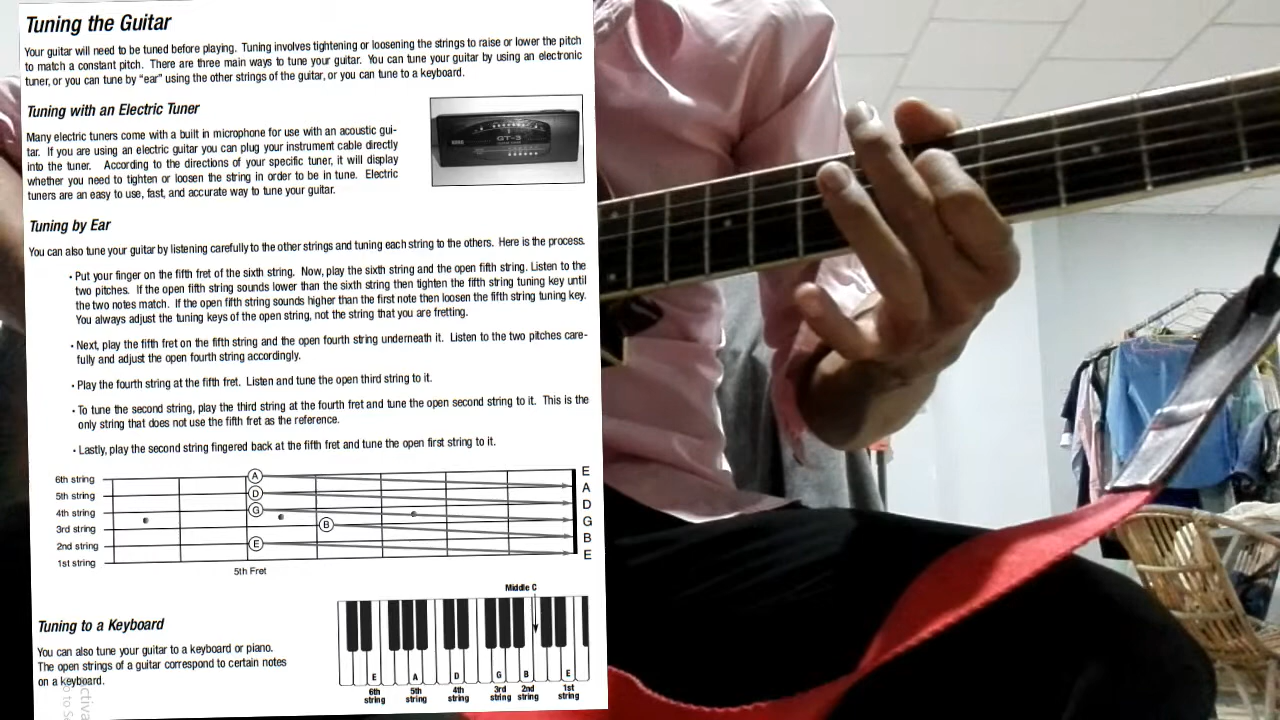 Tuning the Guitar
Your guitar will need to be tuned before playing. Tuning involves tightening or loosening the strings to raise or lower the pitch
to match a constant pitch. There are three main ways to tune your guitar. You can tune your guitar by using an electronic
tuner, or you can tune by “ear” using the other strings of the guitar, or you can tune to a keyboard.
Tuning with an Electric Tuner
Many electric tuners come with a built in microphone for use with an acoustic gui-
tar. If you are using an electric guitar you can plug your instrument cable directly
into the tuner. According to the directions of your specific tuner, it will display
whether you need to tighten or loosen the string in order to be in tune. Electric
tuners are an easy to use, fast, and accurate way to tune your guitar.
KORG
GT-3
Tuning by Ear
You can also tune your guitar by listening carefully to the other strings and tuning each string to the others. Here is the process.
• Put your finger on the fifth fret of the sixth string. Now, play the sixth string and the open fifth string. Listen to the
two pitches. If the open fifth string sounds lower than the sixth string then tighten the fifth string tuning key until
the two notes match. If the open fifth string sounds higher than the first note then loosen the fifth string tuning key.
You always adjust the tuning keys of the open string, not the string that you are fretting.
• Next, play the fifth fret on the fifth string and the open fourth string underneath it. Listen to the two pitches care-
fully and adjust the open fourth string accordingly.
• Play the fourth string at the fifth fret. Listen and tune the open third string to it.
• To tune the second string, play the third string at the fourth fret and tune the open second string to it. This is the
only string that does not use the fifth fret as the reference.
• Lastly, play the second string fingered back at the fifth fret and tune the open first string to it.
6th string A E
5th string D A
4th string G D
3rd string B G
2nd string E B
1st string E
5th Fret
Middle C
Tuning to a Keyboard
You can also tune your guitar to a keyboard or piano.
The open strings of a guitar correspond to certain notes
on a keyboard.
E A D G B E
6th string 5th string 4th string 3rd string 2nd string 1st string